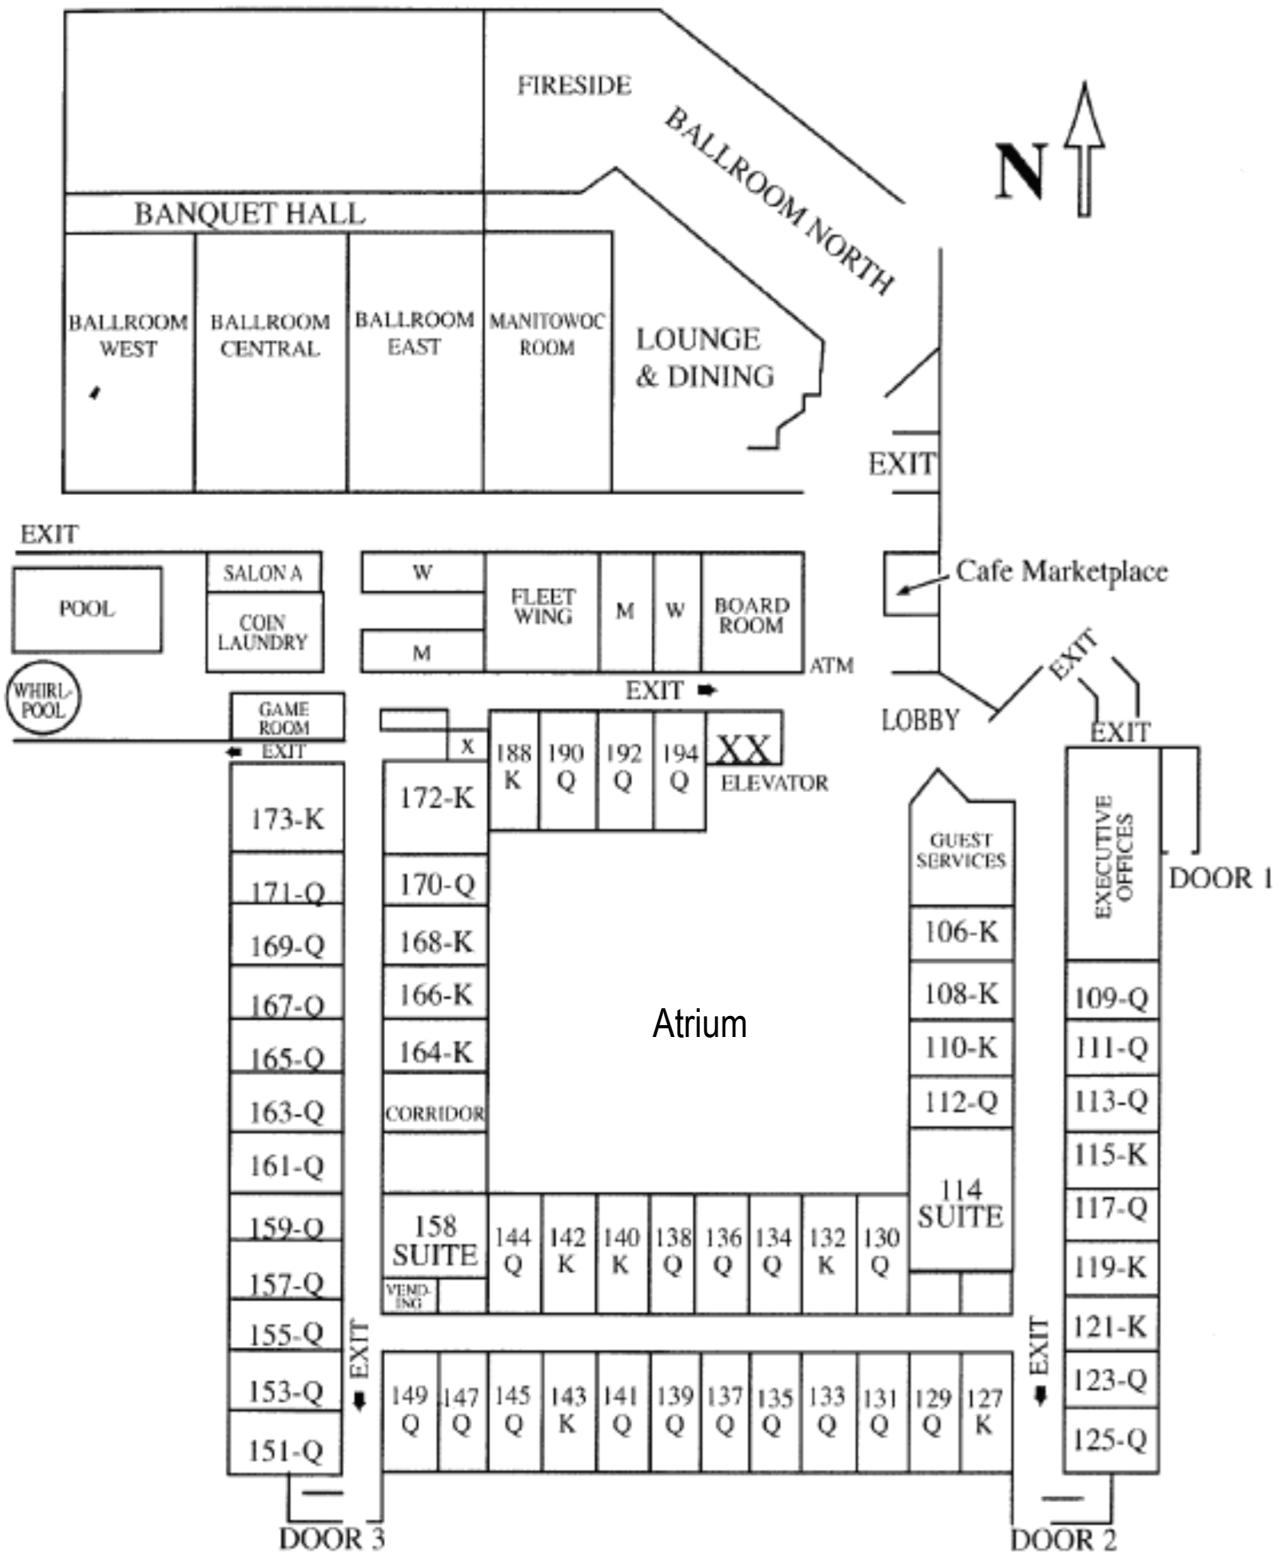 FIRESIDE
BALLROOM NORTH
N
BANQUET HALL
BALLROOM
WEST
BALLROOM
CENTRAL
BALLROOM
EAST
MANITOWOC
ROOM
LOUNGE
& DINING
EXIT
EXIT
POOL
SALON A
COIN
LAUNDRY
W
M
FLEET
WING
M
W
BOARD
ROOM
Cafe Marketplace
ATM
EXIT
WHIRL-
POOL
GAME
ROOM
EXIT
LOBBY
EXIT
EXIT
X
188
K
190
Q
192
Q
194
Q
XX
ELEVATOR
GUEST
SERVICES
EXECUTIVE
OFFICES
DOOR 1
173-K
171-Q
169-Q
167-Q
165-Q
163-Q
161-Q
159-Q
157-Q
155-Q
153-Q
151-Q
172-K
170-Q
168-K
166-K
164-K
CORRIDOR
158
SUITE
VEND-
ING
Atrium
106-K
108-K
110-K
112-Q
114
SUITE
109-Q
111-Q
113-Q
115-K
117-Q
119-K
121-K
123-Q
125-Q
144
Q
142
K
140
K
138
Q
136
Q
134
Q
132
K
130
Q
EXIT
EXIT
149
Q
147
Q
145
Q
143
K
141
Q
139
Q
137
Q
135
Q
133
Q
131
Q
129
Q
127
K
DOOR 3
DOOR 2